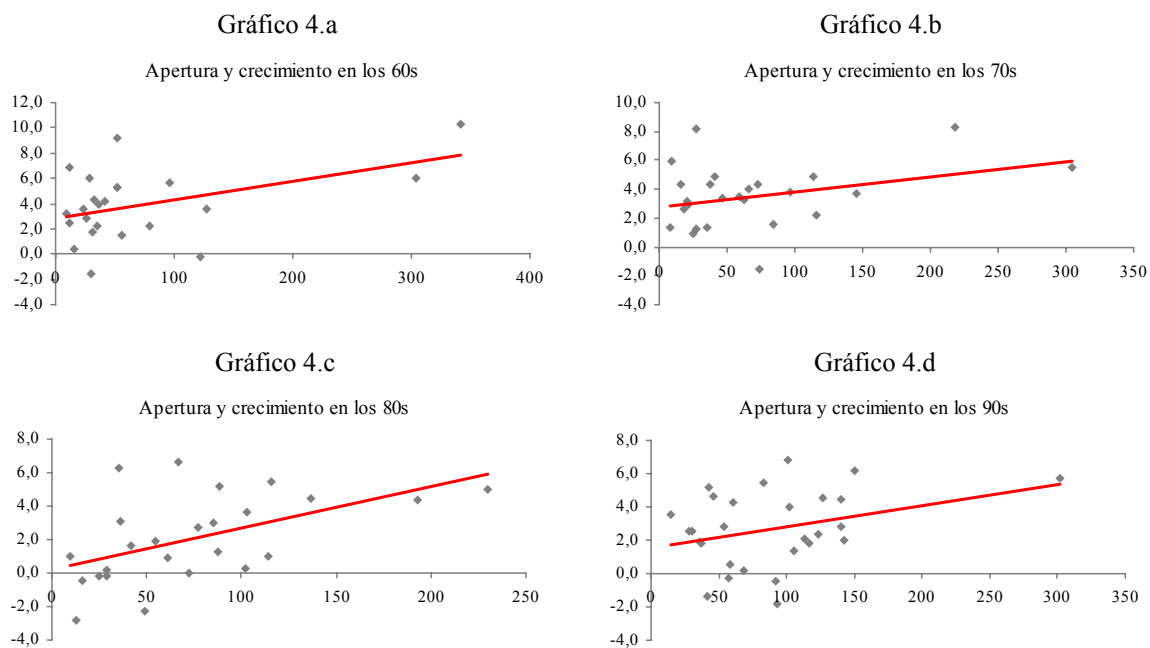 Gráfico 4.a
Apertura y crecimiento en los 60s
12,0
10,0
8,0
6,0
4,0
2,0
0,0
-2,0
-4,0
0 100 200 300 400
Gráfico 4.b
Apertura y crecimiento en los 70s
10,0
8,0
6,0
4,0
2,0
0,0
-2,0
-4,0
0 50 100 150 200 250 300 350
Gráfico 4.c
Apertura y crecimiento en los 80s
8,0
6,0
4,0
2,0
0,0
-2,0
-4,0
0 50 100 150 200 250
Gráfico 4.d
Apertura y crecimiento en los 90s
8,0
6,0
4,0
2,0
0,0
-2,0
-4,0
0 50 100 150 200 250 300 350